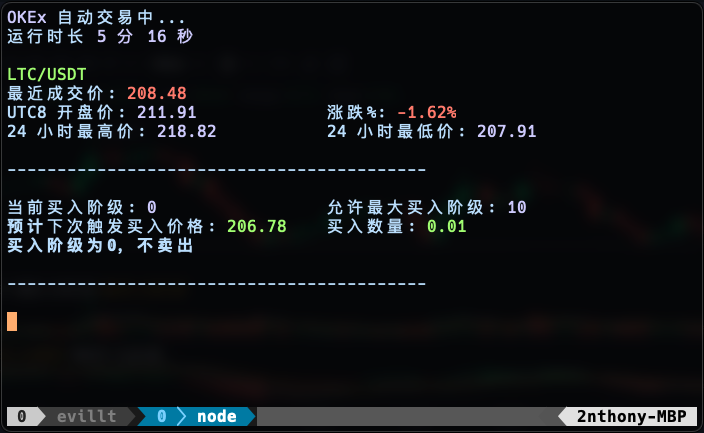 OKEx 自动交易中...
运行时长 5 分 16 秒
LTC/USDT
最近成交价: 208.48
UTC8 开盘价: 211.91 涨跌%: -1.62%
24 小时最高价: 218.82 24 小时最低价: 207.91
------------------------------------------
当前买入阶级: 0 允许最大买入阶级: 10
预计下次触发买入价格: 206.78 买入数量: 0.01
买入阶级为0, 不卖出
------------------------------------------
0 evillt 0 node 2nthony-MBP